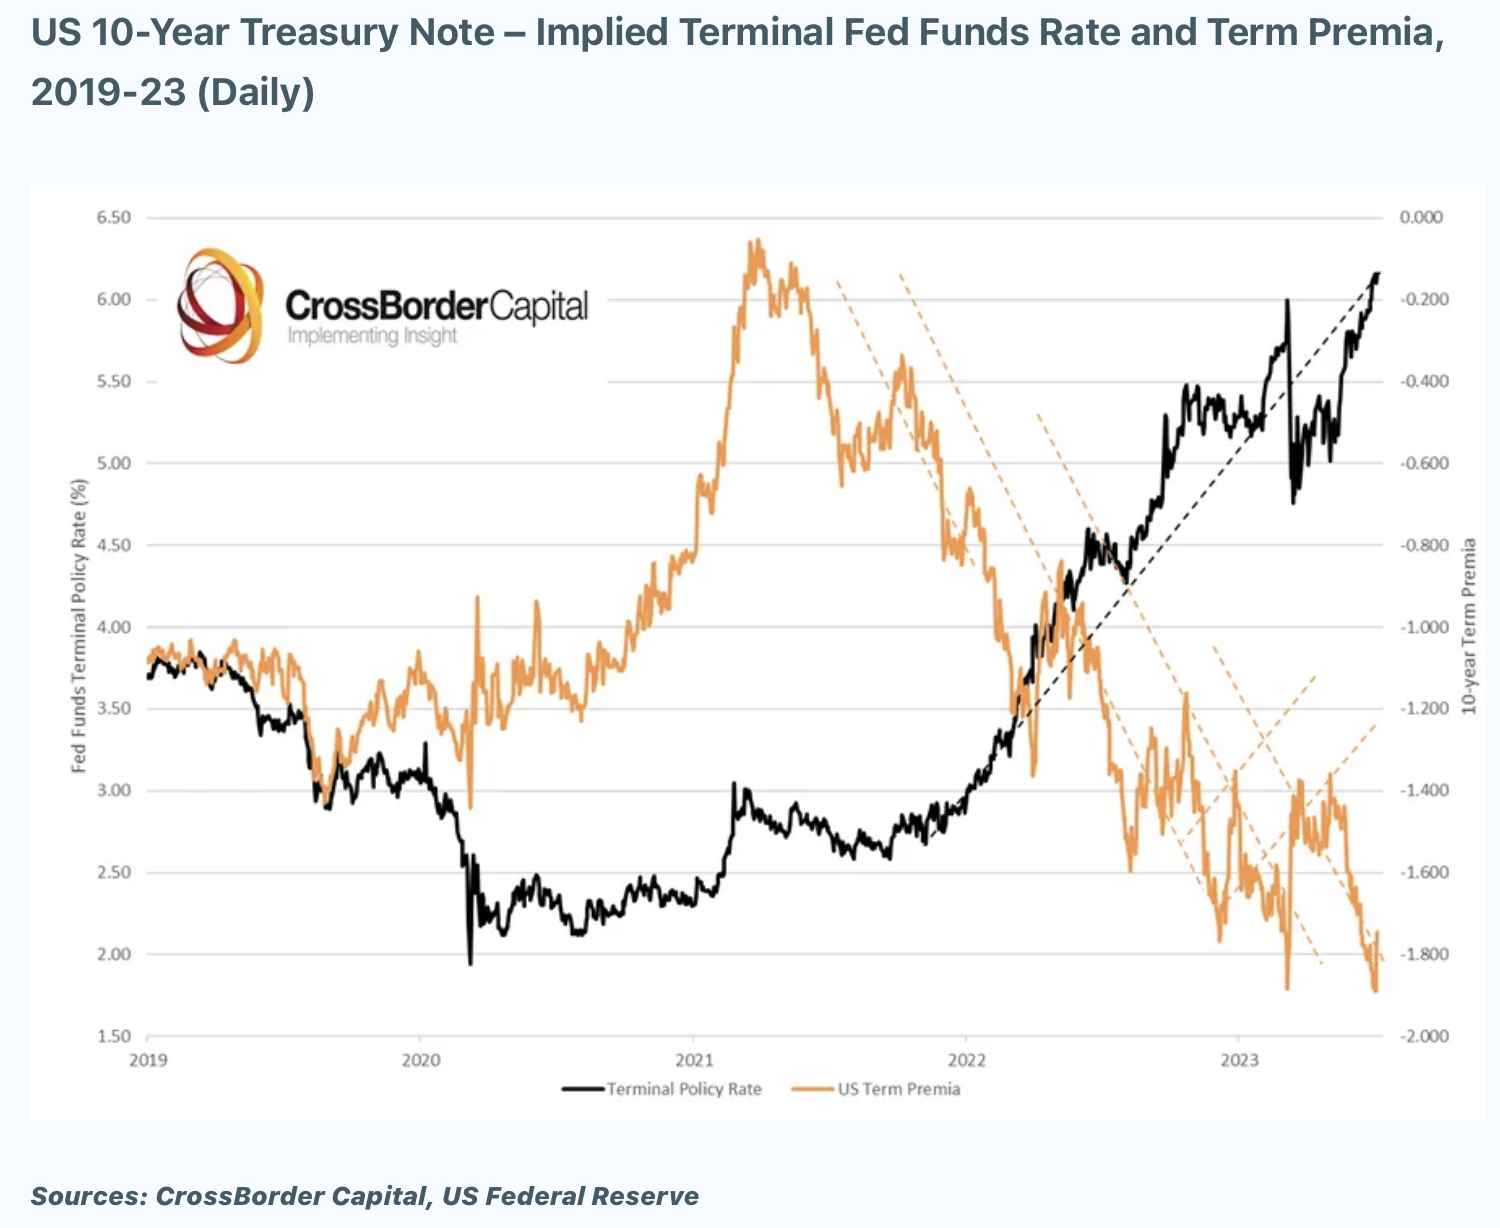 US 10-Year Treasury Note – Implied Terminal Fed Funds Rate and Term Premia,
2019-23 (Daily)
CrossBorderCapital
Implementing Insight
Fed Funds Terminal Policy Rate (%)
6.50
6.00
5.50
5.00
4.50
4.00
3.50
3.00
2.50
2.00
1.50
0.000
-0.200
-0.400
-0.600
-0.800
-1.000
-1.200
-1.400
-1.600
-1.800
-2.000
10-year Term Premia
2019 2020 2021 2022 2023
Terminal Policy Rate US Term Premia
Sources: CrossBorder Capital, US Federal Reserve